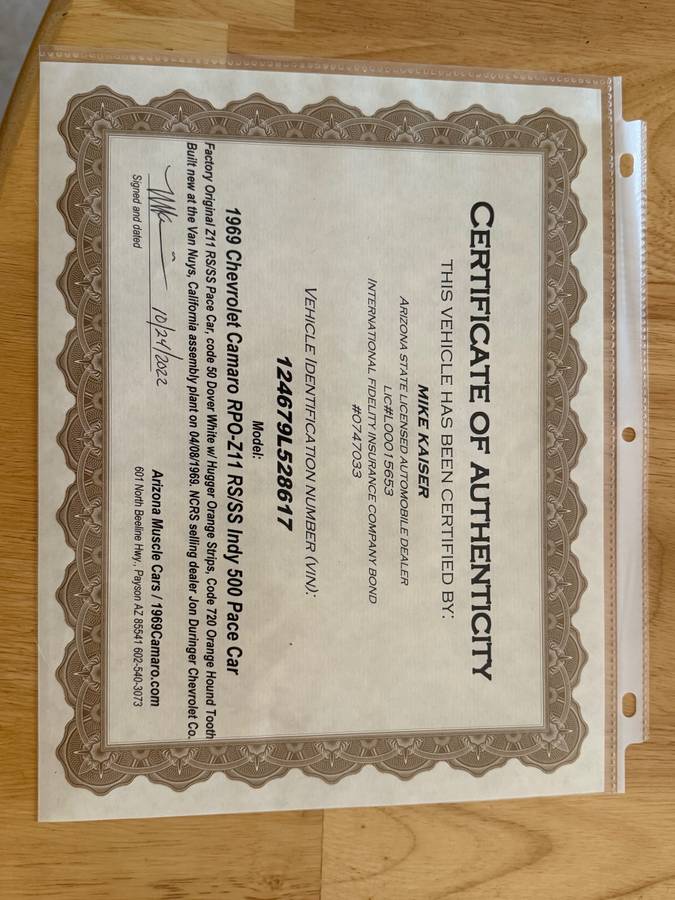 CERTIFICATE OF AUTHENTICITY
THIS VEHICLE HAS BEEN CERTIFIED BY:
MIKE KAISER
ARIZONA STATE LICENSED AUTOMOBILE DEALER
LIC#L00015653
INTERNATIONAL FIDELITY INSURANCE COMPANY BOND
#0747033
VEHICLE IDENTIFICATION NUMBER (VIN):
124679L528617
Model:
1969 Chevrolet Camaro RPO-Z11 RS/SS Indy 500 Pace Car
Factory Original Z11 RS/SS Pace Car, code 50 Dover White w/ Hugger Orange Strips, Code 720 Orange Hound Tooth
Built new at the Van Nuys, California assembly plant on 04/08/1969. NCRS selling dealer Jon Duringer Chevrolet Co.
Mike 10/24/2022
Signed and dated
Arizona Muscle Cars / 1969Camaro.com
601 North Beeline Hwy., Payson AZ 85541 602-540-3073